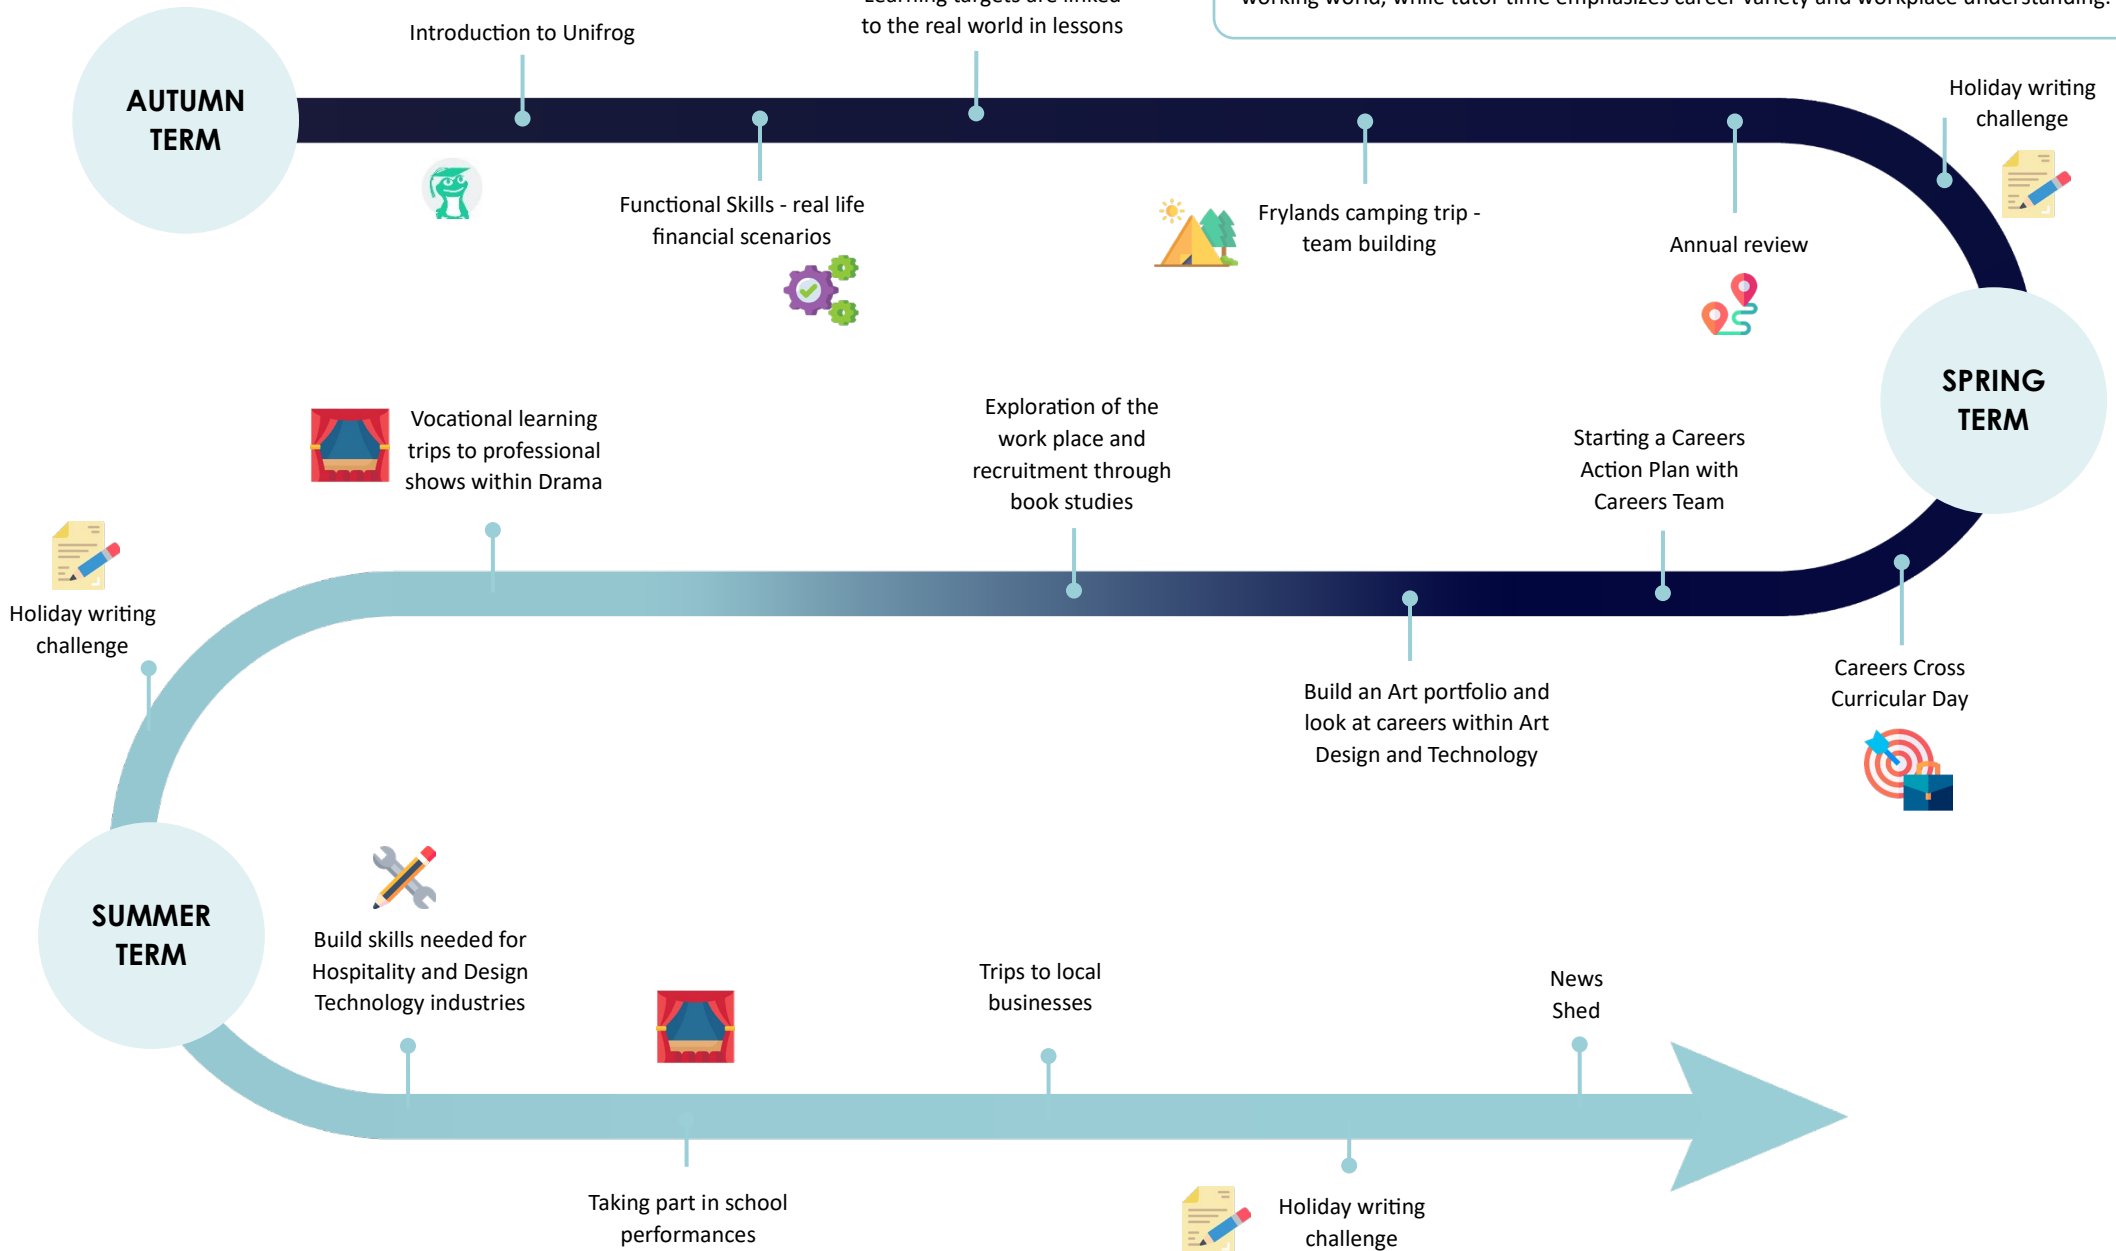 Learning targets are linked
to the real world in lessons
working world, while tutor time emphasizes career variety and workplace understanding.
Introduction to Unifrog
AUTUMN
TERM
Functional Skills - real life
financial scenarios
Frylands camping trip -
team building
Annual review
Holiday writing
challenge
SPRING
TERM
Careers Cross
Curricular Day
Starting a Careers
Action Plan with
Careers Team
Build an Art portfolio and
look at careers within Art
Design and Technology
Exploration of the
work place and
recruitment through
book studies
Vocational learning
trips to professional
shows within Drama
Holiday writing
challenge
SUMMER
TERM
Build skills needed for
Hospitality and Design
Technology industries
Taking part in school
performances
Trips to local
businesses
Holiday writing
challenge
News
Shed